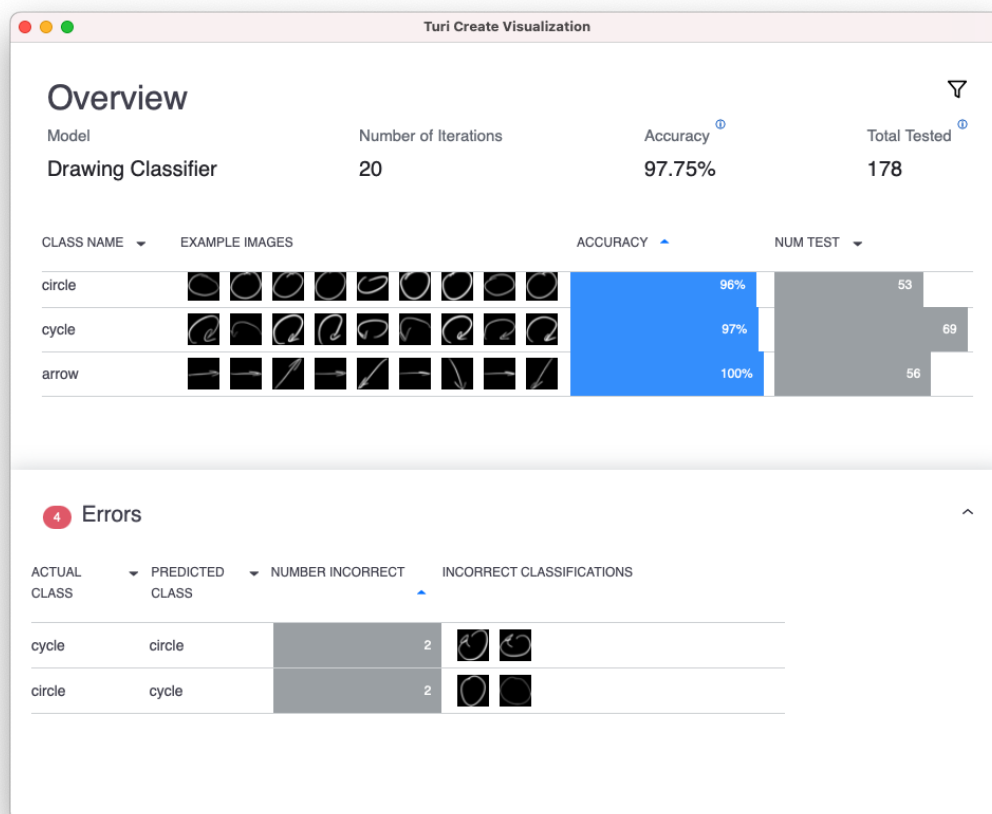 Turi Create Visualization
Overview
Model Number of Iterations Accuracy Total Tested
Drawing Classifier 20 97.75% 178
CLASS NAME EXAMPLE IMAGES ACCURACY NUM TEST
circle 96% 53
cycle 97% 69
arrow 100% 56
4 Errors
ACTUAL CLASS PREDICTED CLASS NUMBER INCORRECT INCORRECT CLASSIFICATIONS
cycle circle 2
circle cycle 2